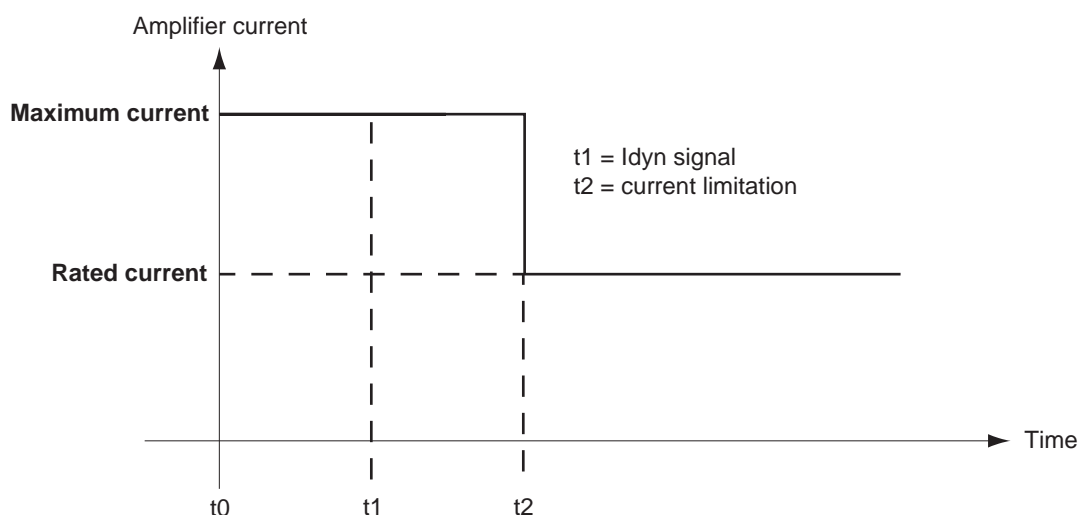 Amplifier current
Maximum current
t1 = Idyn signal
t2 = current limitation
Rated current
Time
t0
t1
t2